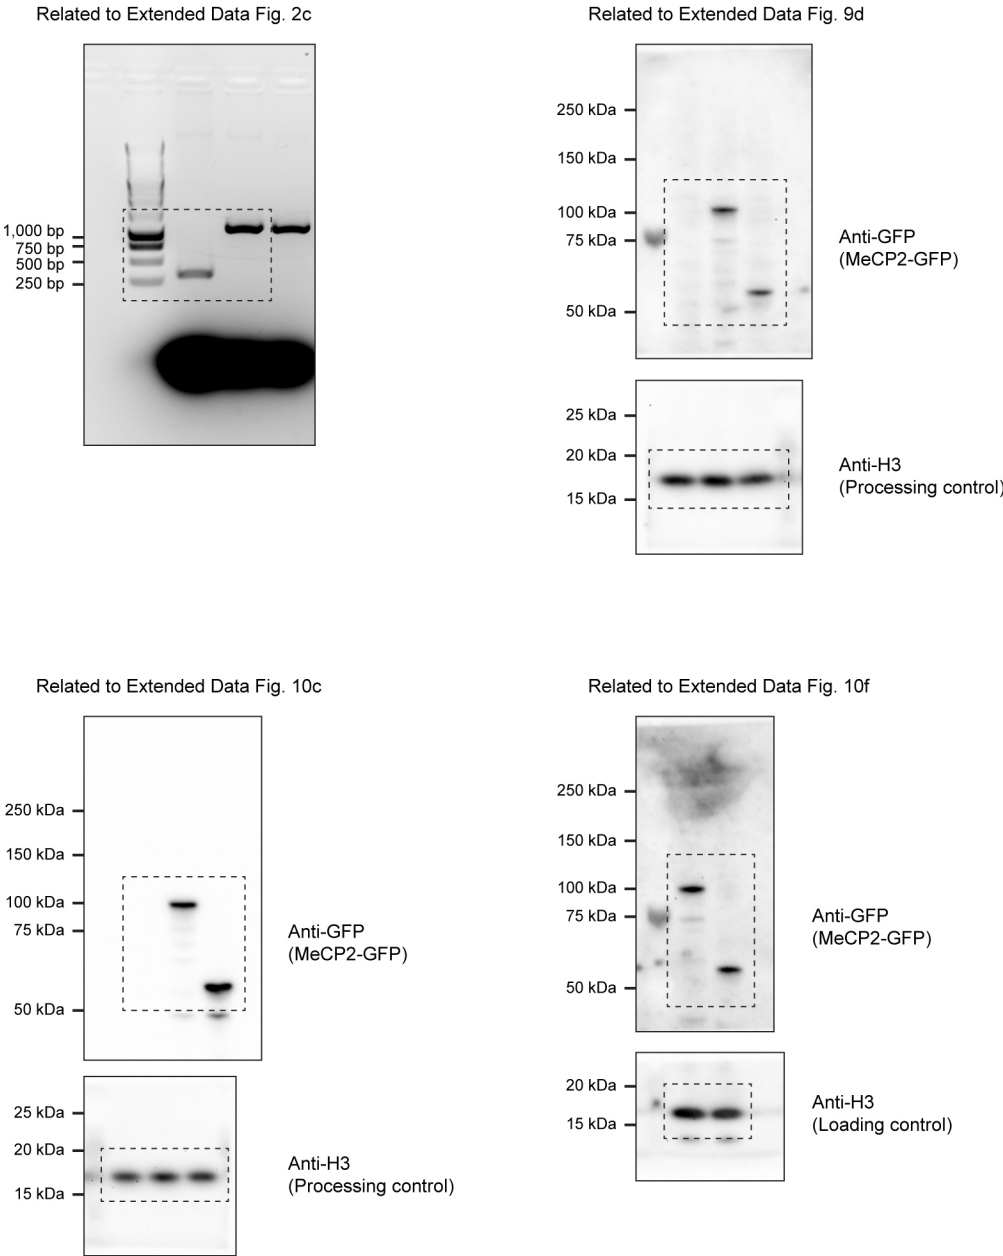 Related to Extended Data Fig. 2c
1,000 bp
750 bp
500 bp
250 bp
Related to Extended Data Fig. 9d
250 kDa
150 kDa
100 kDa
75 kDa
50 kDa
Anti-GFP
(MeCP2-GFP)
25 kDa
20 kDa
15 kDa
Anti-H3
(Processing control)
Related to Extended Data Fig. 10c
250 kDa
150 kDa
100 kDa
75 kDa
50 kDa
Anti-GFP
(MeCP2-GFP)
25 kDa
20 kDa
15 kDa
Anti-H3
(Processing control)
Related to Extended Data Fig. 10f
250 kDa
150 kDa
100 kDa
75 kDa
50 kDa
Anti-GFP
(MeCP2-GFP)
20 kDa
15 kDa
Anti-H3
(Loading control)